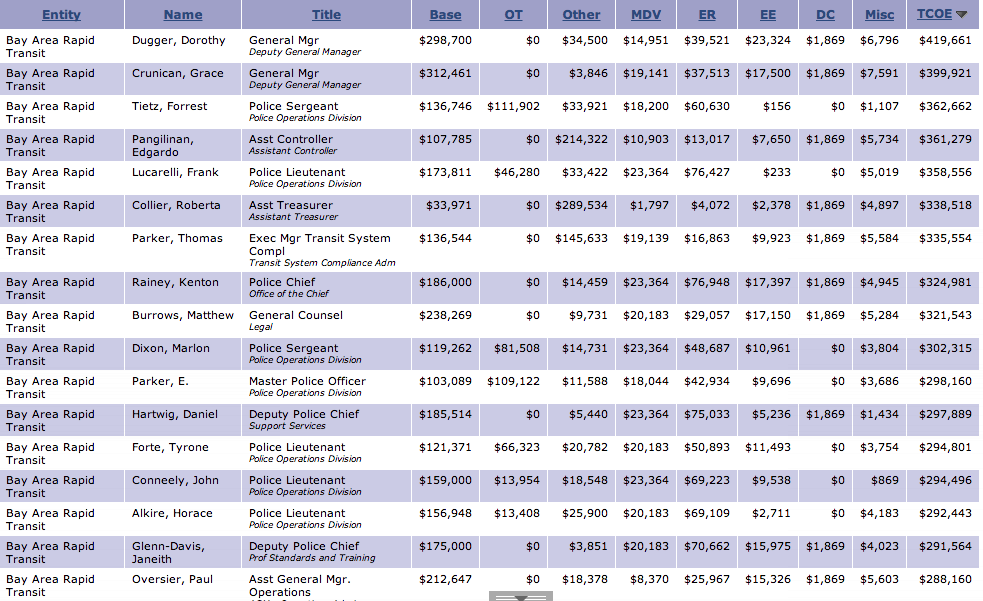 Entity Name Title Base OT Other MDV ER EE DC Misc TCOE
Bay Area Rapid Dugger, Dorothy General Mgr $298,700 $0 $34,500 $14,951 $39,521 $23,324 $1,869 $6,796 $419,661
Transit Deputy General Manager
Bay Area Rapid Crunican, Grace General Mgr $312,461 $0 $3,846 $19,141 $37,513 $17,500 $1,869 $7,591 $399,921
Transit Deputy General Manager
Bay Area Rapid Tietz, Forrest Police Sergeant $136,746 $111,902 $33,921 $18,200 $60,630 $156 $0 $1,107 $362,662
Transit Police Operations Division
Bay Area Rapid Pangilinan, Asst Controller $107,785 $0 $214,322 $10,903 $13,017 $7,650 $1,869 $5,734 $361,279
Transit Edgardo Assistant Controller
Bay Area Rapid Lucarelli, Frank Police Lieutenant $173,811 $46,280 $33,422 $23,364 $76,427 $233 $0 $5,019 $358,556
Transit Police Operations Division
Bay Area Rapid Collier, Roberta Asst Treasurer $33,971 $0 $289,534 $1,797 $4,072 $2,378 $1,869 $4,897 $338,518
Transit Assistant Treasurer
Bay Area Rapid Parker, Thomas Exec Mgr Transit System $136,544 $0 $145,633 $19,139 $16,863 $9,923 $1,869 $5,584 $335,554
Transit Compl
Transit System Compliance Adm
Bay Area Rapid Rainey, Kenton Police Chief $186,000 $0 $14,459 $23,364 $76,948 $17,397 $1,869 $4,945 $324,981
Transit Office of the Chief
Bay Area Rapid Burrows, Matthew General Counsel $238,269 $0 $9,731 $20,183 $29,057 $17,150 $1,869 $5,284 $321,543
Transit Legal
Bay Area Rapid Dixon, Marlon Police Sergeant $119,262 $81,508 $14,731 $23,364 $48,687 $10,961 $0 $3,804 $302,315
Transit Police Operations Division
Bay Area Rapid Parker, E. Master Police Officer $103,089 $109,122 $11,588 $18,044 $42,934 $9,696 $0 $3,686 $298,160
Transit Police Operations Division
Bay Area Rapid Hartwig, Daniel Deputy Police Chief $185,514 $0 $5,440 $23,364 $75,033 $5,236 $1,869 $1,434 $297,889
Transit Support Services
Bay Area Rapid Forte, Tyrone Police Lieutenant $121,371 $66,323 $20,782 $20,183 $50,893 $11,493 $0 $3,754 $294,801
Transit Police Operations Division
Bay Area Rapid Conneely, John Police Lieutenant $159,000 $13,954 $18,548 $23,364 $69,223 $9,538 $0 $869 $294,496
Transit Police Operations Division
Bay Area Rapid Alkire, Horace Police Lieutenant $156,948 $13,408 $25,900 $20,183 $69,109 $2,711 $0 $4,183 $292,443
Transit Police Operations Division
Bay Area Rapid Glenn-Davis, Deputy Police Chief $175,000 $0 $3,851 $20,183 $70,662 $15,975 $1,869 $4,023 $291,564
Transit Janeith Prof Standards and Training
Bay Area Rapid Oversier, Paul Asst General Mgr. $212,647 $0 $18,378 $8,370 $25,967 $15,326 $1,869 $5,603 $288,160
Transit Operations